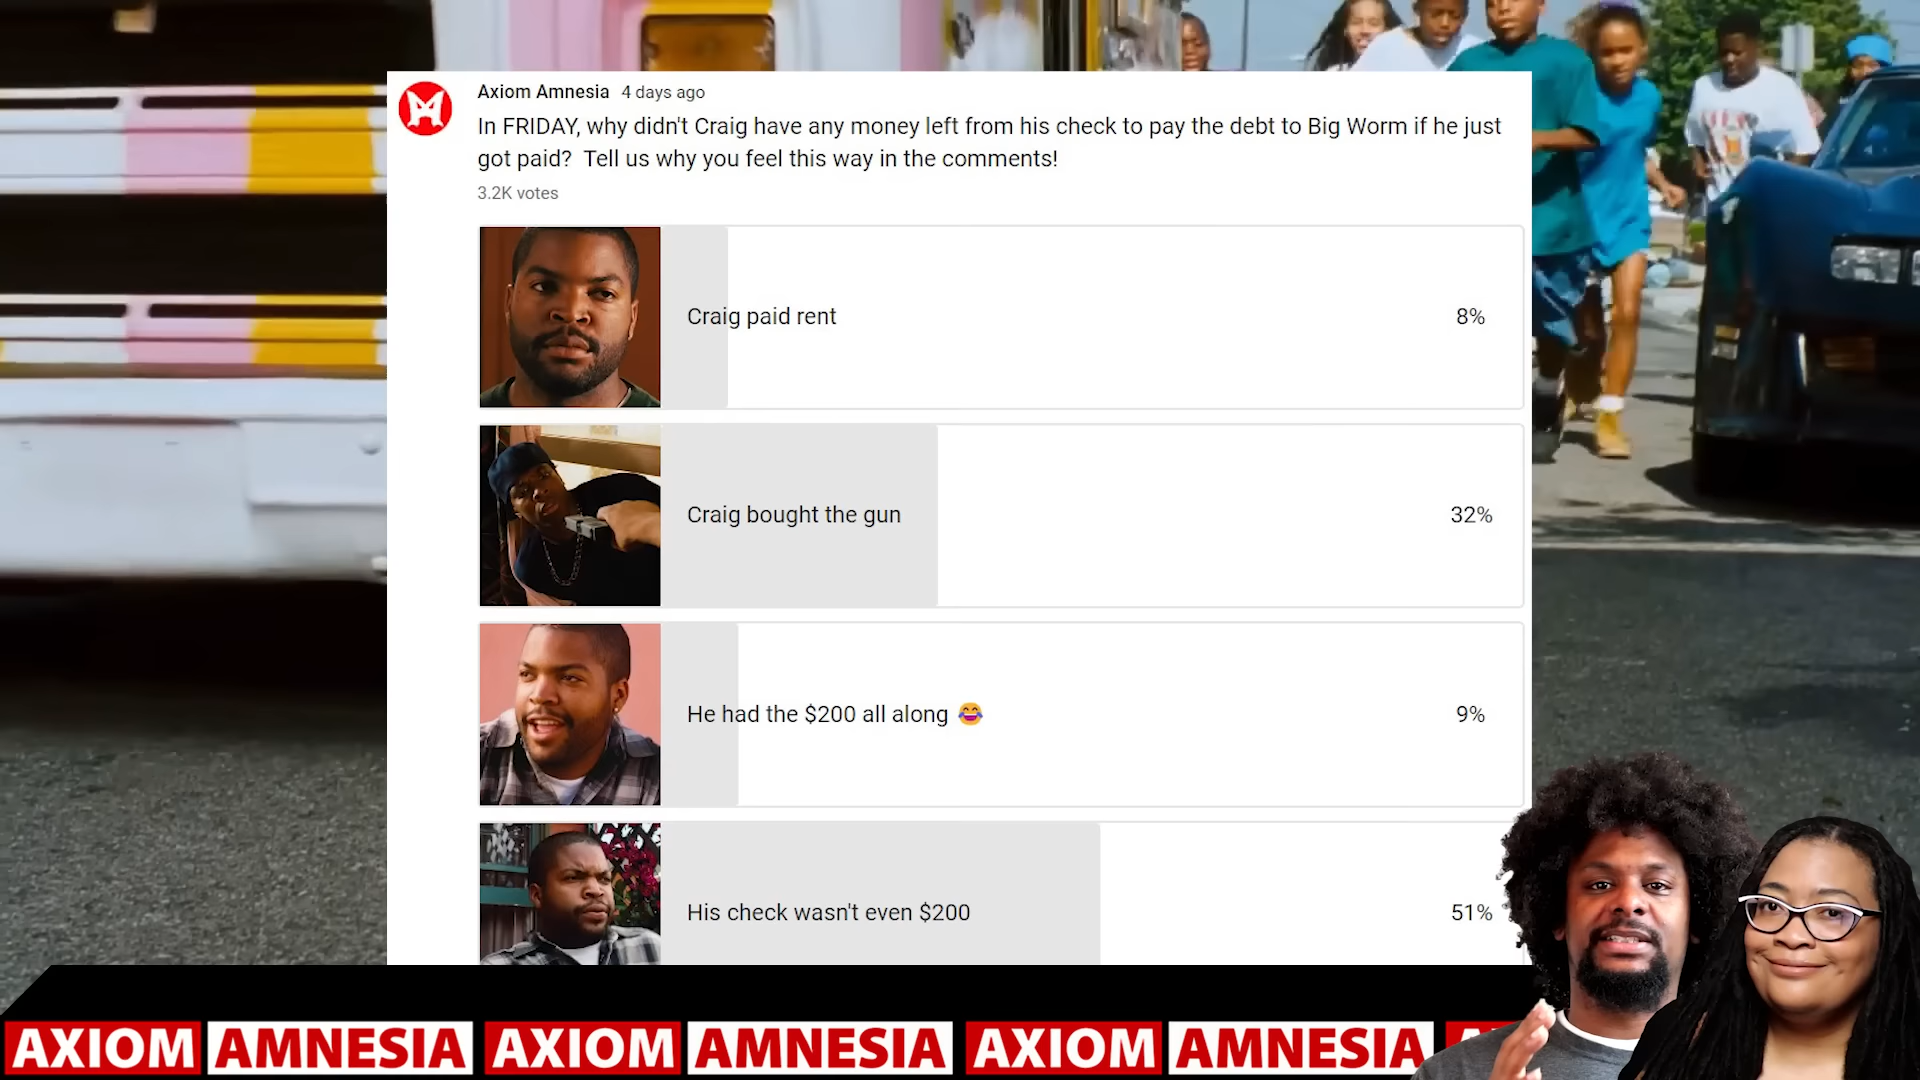 Axiom Amnesia 4 days ago
In FRIDAY, why didn't Craig have any money left from his check to pay the debt to Big Worm if he just
got paid?  Tell us why you feel this way in the comments!
3.2K votes
Craig paid rent 8%
Craig bought the gun 32%
He had the $200 all along 😂 9%
His check wasn't even $200 51%
AXIOM AMNESIA AXIOM AMNESIA AXIOM AMNESIA